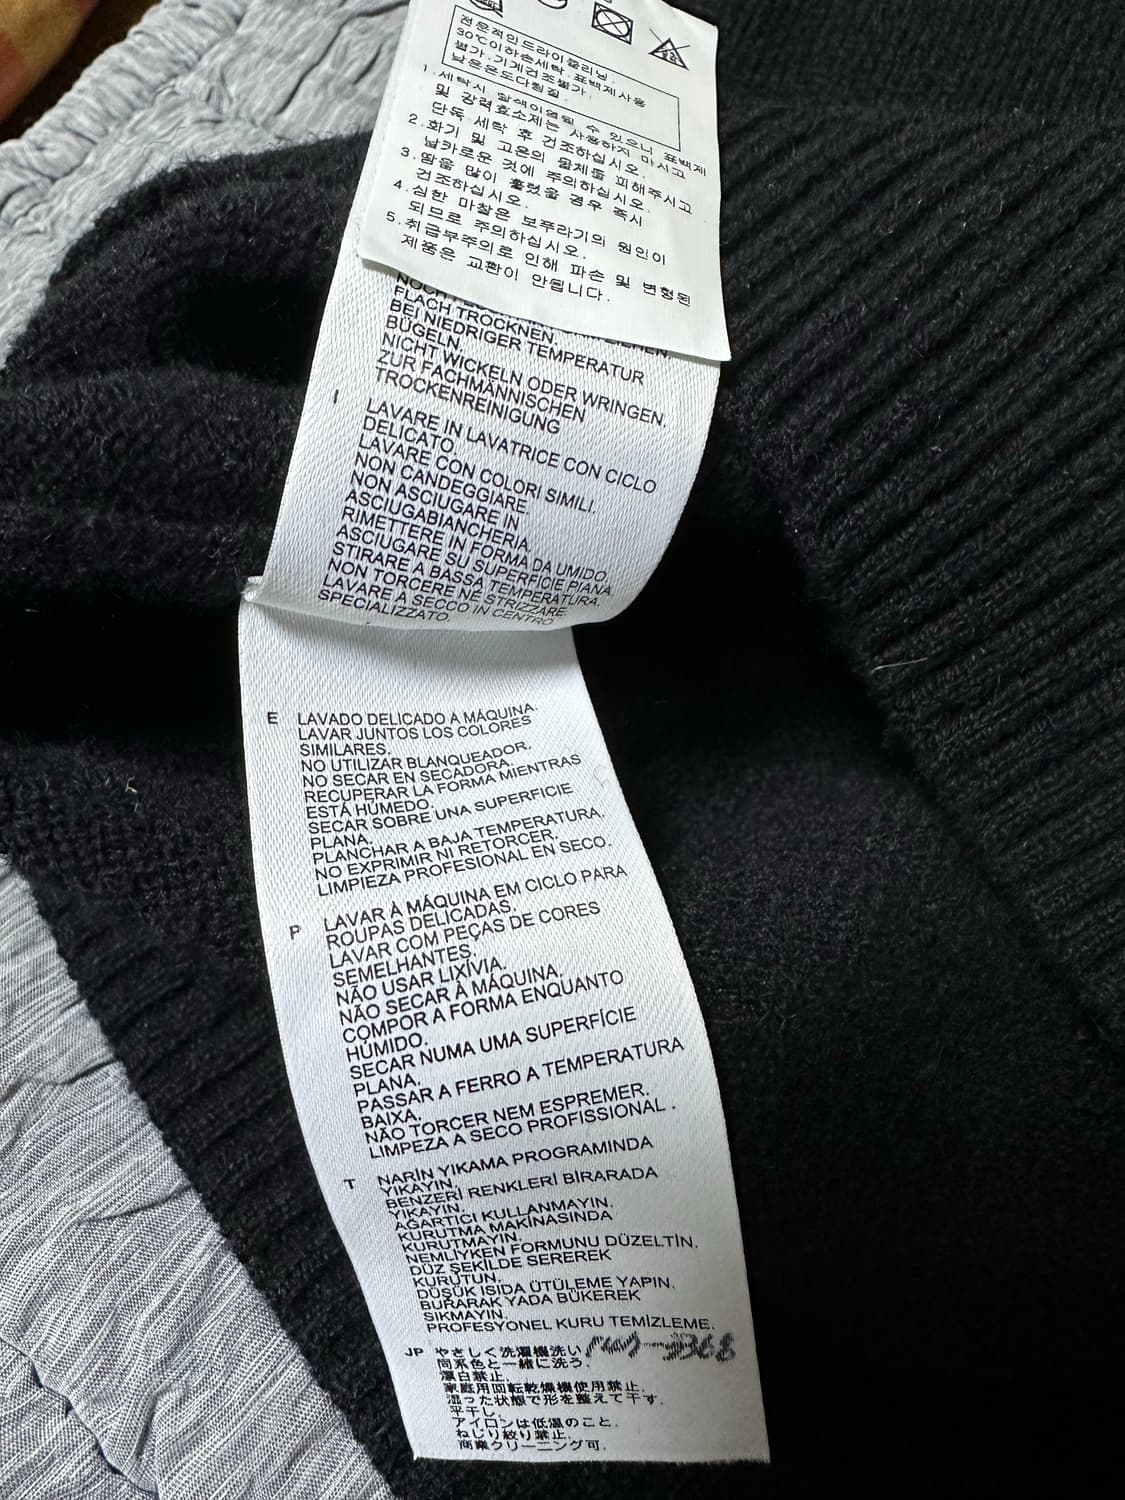 전문적인드라이클리닝.
30℃이하손세탁. 표백제사용
불가.기계건조불가.
낮은온도다림질.
1.세탁시 탈색이염될 수 있으니 표백제
및 강력효소제는 사용하지 마시고
단독 세탁 후 건조하십시오.
2.화기 및 고온의 물체를 피해주시고
날카로운 것에 주의하십시오.
3.땀을 많이 흘렸을 경우 즉시
건조하십시오.
4.심한 마찰은 보푸라기의 원인이
되므로 주의하십시오.
5.취급부주의로 인해 파손 및 변형된
제품은 교환이 안됩니다.
FLACH TROCKNEN.
BEI NIEDRIGER TEMPERATUR
BÜGELN.
NICHT WICKELN ODER WRINGEN.
ZUR FACHMÄNNISCHEN
TROCKENREINIGUNG
I LAVARE IN LAVATRICE CON CICLO
DELICATO
LAVARE CON COLORI SIMILI.
NON CANDEGGIARE.
NON ASCIUGARE IN
ASCIUGABIANCHERIA.
RIMETTERE IN FORMA DA UMIDO.
ASCIUGARE SU SUPERFICIE PIANA.
STIRARE A BASSA TEMPERATURA.
NON TORCERE NÉ STRIZZARE.
LAVARE A SECCO IN CENTRO
SPECIALIZZATO.
E LAVADO DELICADO A MÁQUINA.
LAVAR JUNTOS LOS COLORES
SIMILARES.
NO UTILIZAR BLANQUEADOR.
NO SECAR EN SECADORA.
RECUPERAR LA FORMA MIENTRAS
ESTÁ HÚMEDO.
SECAR SOBRE UNA SUPERFICIE
PLANA.
PLANCHAR A BAJA TEMPERATURA.
NO EXPRIMIR NI RETORCER.
LIMPIEZA PROFESIONAL EN SECO.
P LAVAR À MÁQUINA EM CICLO PARA
ROUPAS DELICADAS.
LAVAR COM PEÇAS DE CORES
SEMELHANTES.
NÃO USAR LIXÍVIA.
NÃO SECAR À MÁQUINA.
COMPOR A FORMA ENQUANTO
HÚMIDO.
SECAR NUMA UMA SUPERFÍCIE
PLANA.
PASSAR A FERRO A TEMPERATURA
BAIXA.
NÃO TORCER NEM ESPREMER.
LIMPEZA A SECO PROFISSIONAL .
T NARİN YIKAMA PROGRAMINDA
YIKAYIN.
BENZERİ RENKLERİ BİRARADA
YIKAYIN.
AĞARTICI KULLANMAYIN.
KURUTMA MAKİNASINDA
KURUTMAYIN.
NEMLİYKEN FORMUNU DÜZELTİN.
DÜZ ŞEKİLDE SEREREK
KURUTUN.
DÜŞÜK ISIDA ÜTÜLEME YAPIN.
BURARAK YADA BÜKEREK
SIKMAYIN.
PROFESYONEL KURU TEMİZLEME.
JP やさしく洗濯機洗い
同系色と一緒に洗う.
漂白禁止.
家庭用回転乾燥機使用禁止.
湿った状態で形を整えて干す.
平干し.
アイロンは低温のこと.
ねじり絞り禁止.
商業クリーニング可.